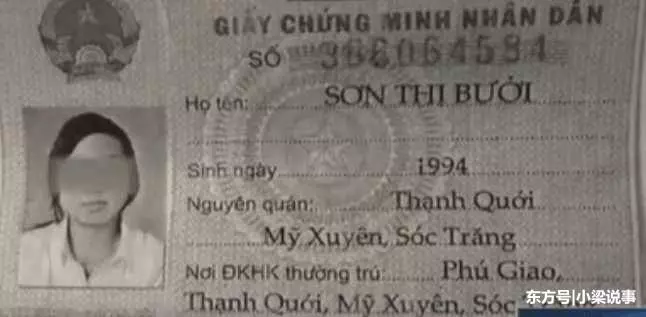 GIẤY CHỨNG MINH NHÂN DÂN
SỐ 366064594
Họ tên: SƠN THỊ BƯỞI
Sinh ngày 1994
Nguyên quán: Thạnh Quới
Mỹ Xuyên, Sóc Trăng
Nơi ĐKHK thường trú: Phú Giao,
Thạnh Quới, Mỹ Xuyên, Sóc
东方号|小梁说事